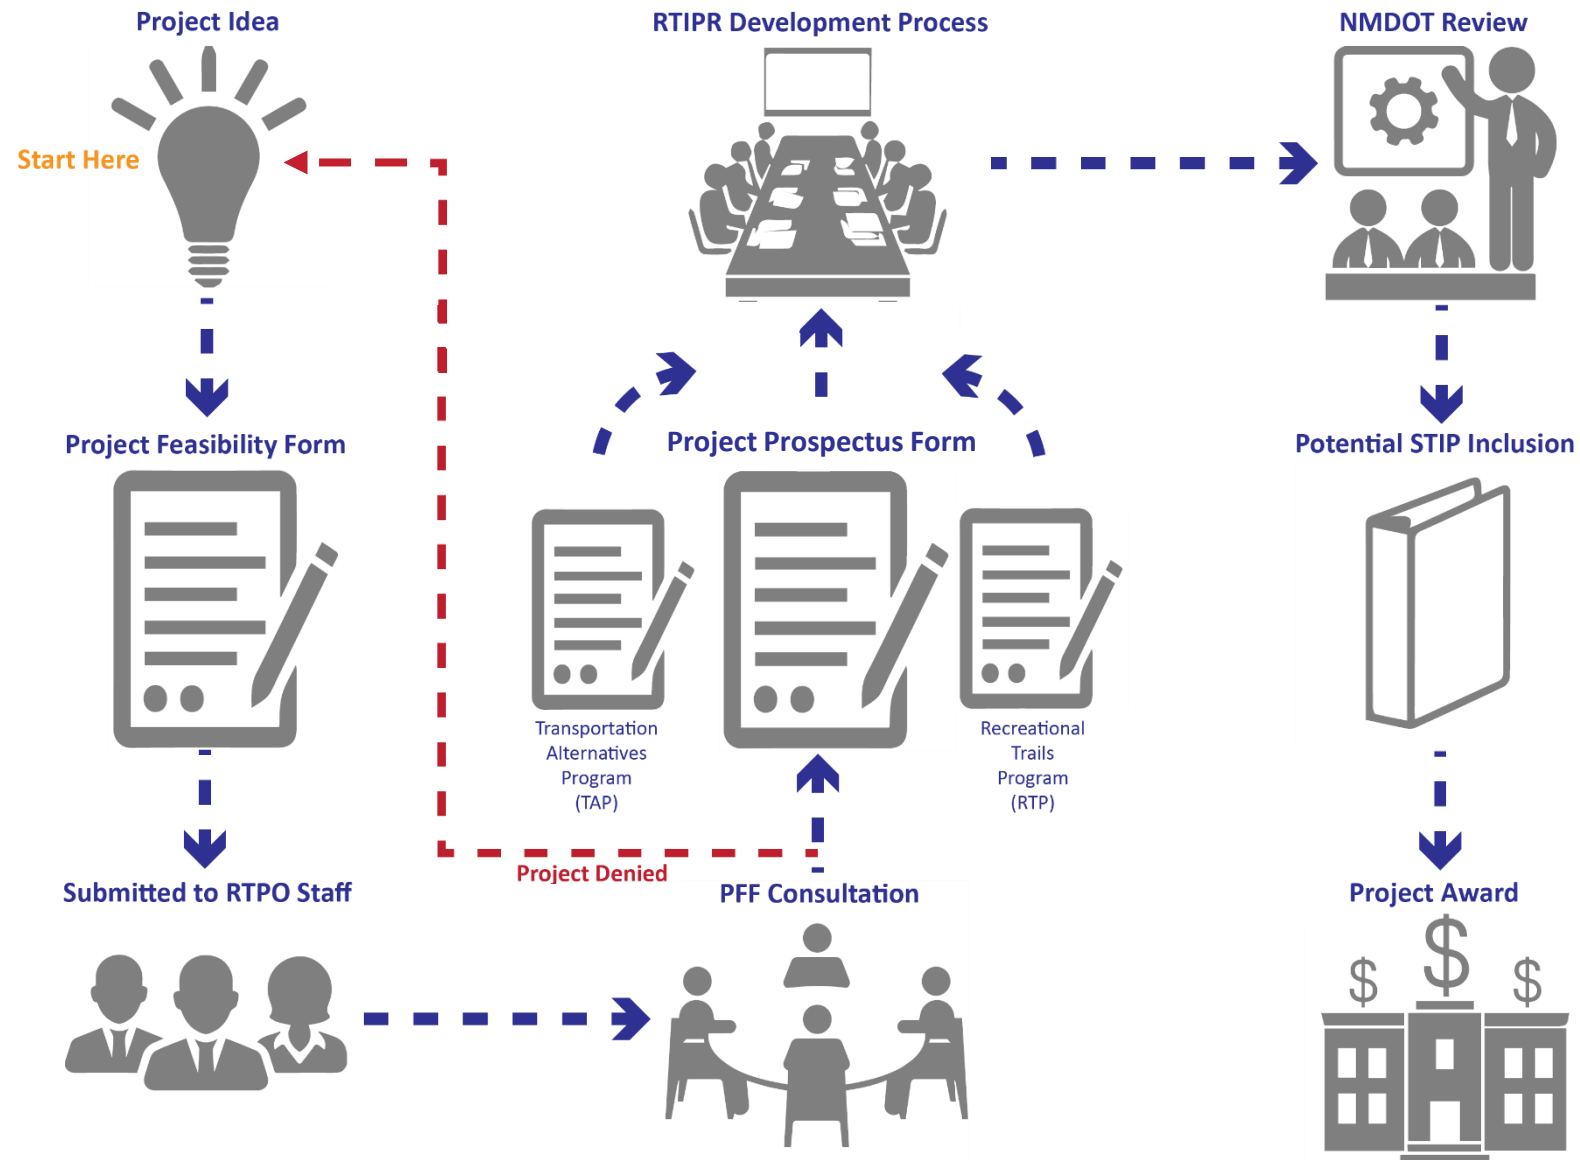 Project Idea
Start Here
Project Feasibility Form
Submitted to RTPO Staff
PFF Consultation
Project Denied
Project Prospectus Form
Transportation
Alternatives
Program
(TAP)
Recreational
Trails
Program
(RTP)
RTIPR Development Process
NMDOT Review
Potential STIP Inclusion
Project Award
$
$
$